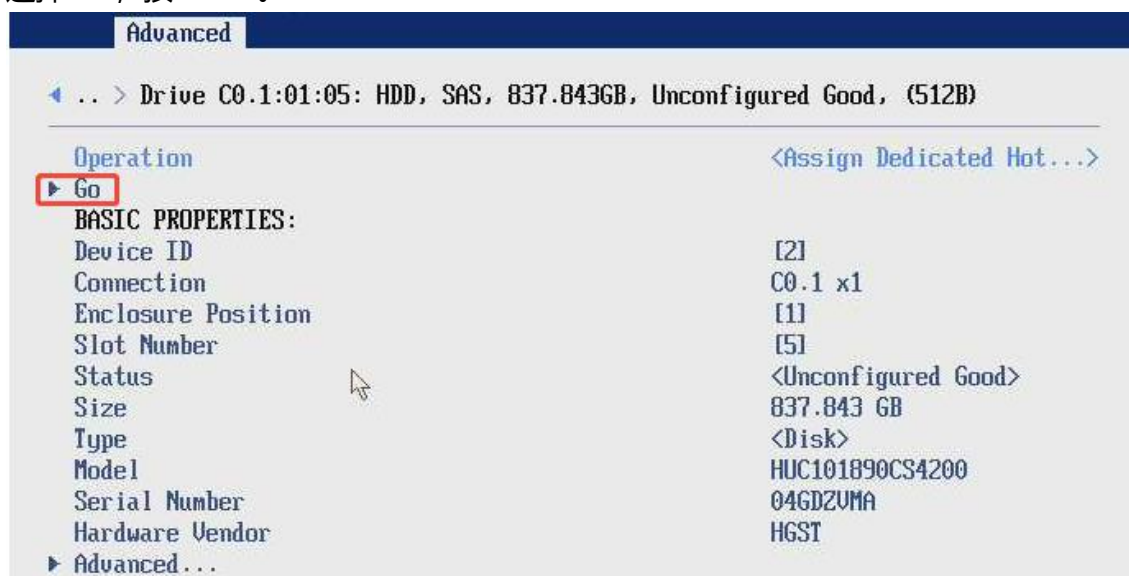 Advanced
.. > Drive C0.1:01:05: HDD, SAS, 837.843GB, Unconfigured Good, (512B)
Operation <Assign Dedicated Hot...>
Go
BASIC PROPERTIES:
Device ID [2]
Connection C0.1 x1
Enclosure Position [1]
Slot Number [5]
Status <Unconfigured Good>
Size 837.843 GB
Type <Disk>
Model HUC101890CS4200
Serial Number 04GDZVMA
Hardware Vendor HGST
Advanced...